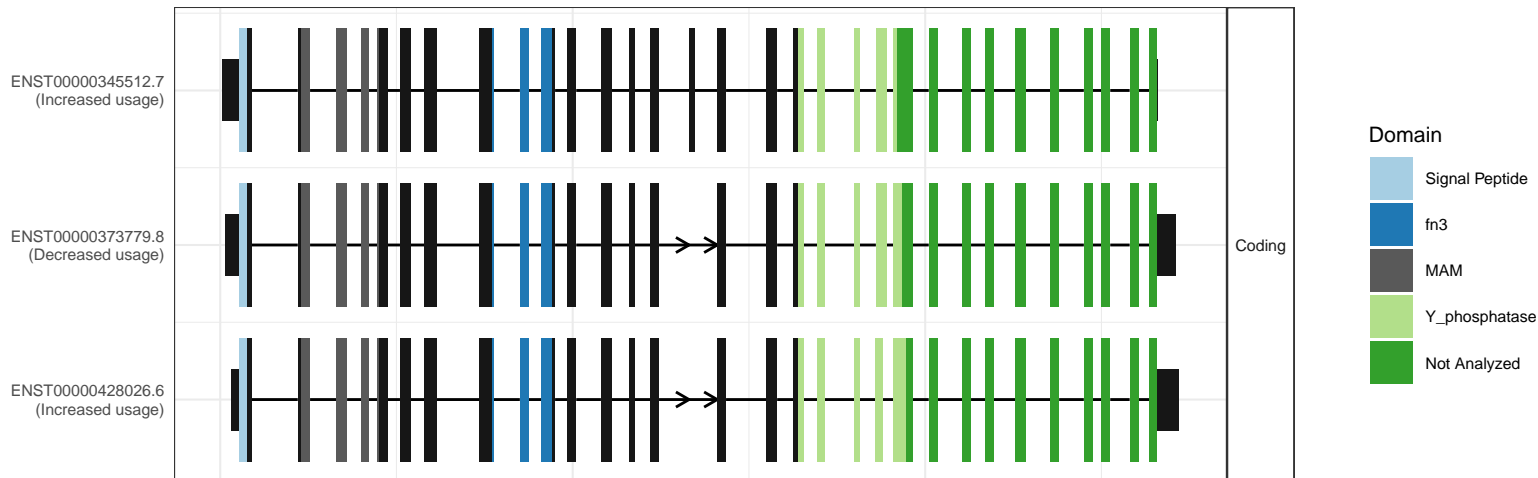 ENST00000345512.7
(Increased usage)
ENST00000373779.8
(Decreased usage)
ENST00000428026.6
(Increased usage)
Coding
Domain
Signal Peptide
fn3
MAM
Y_phosphatase
Not Analyzed